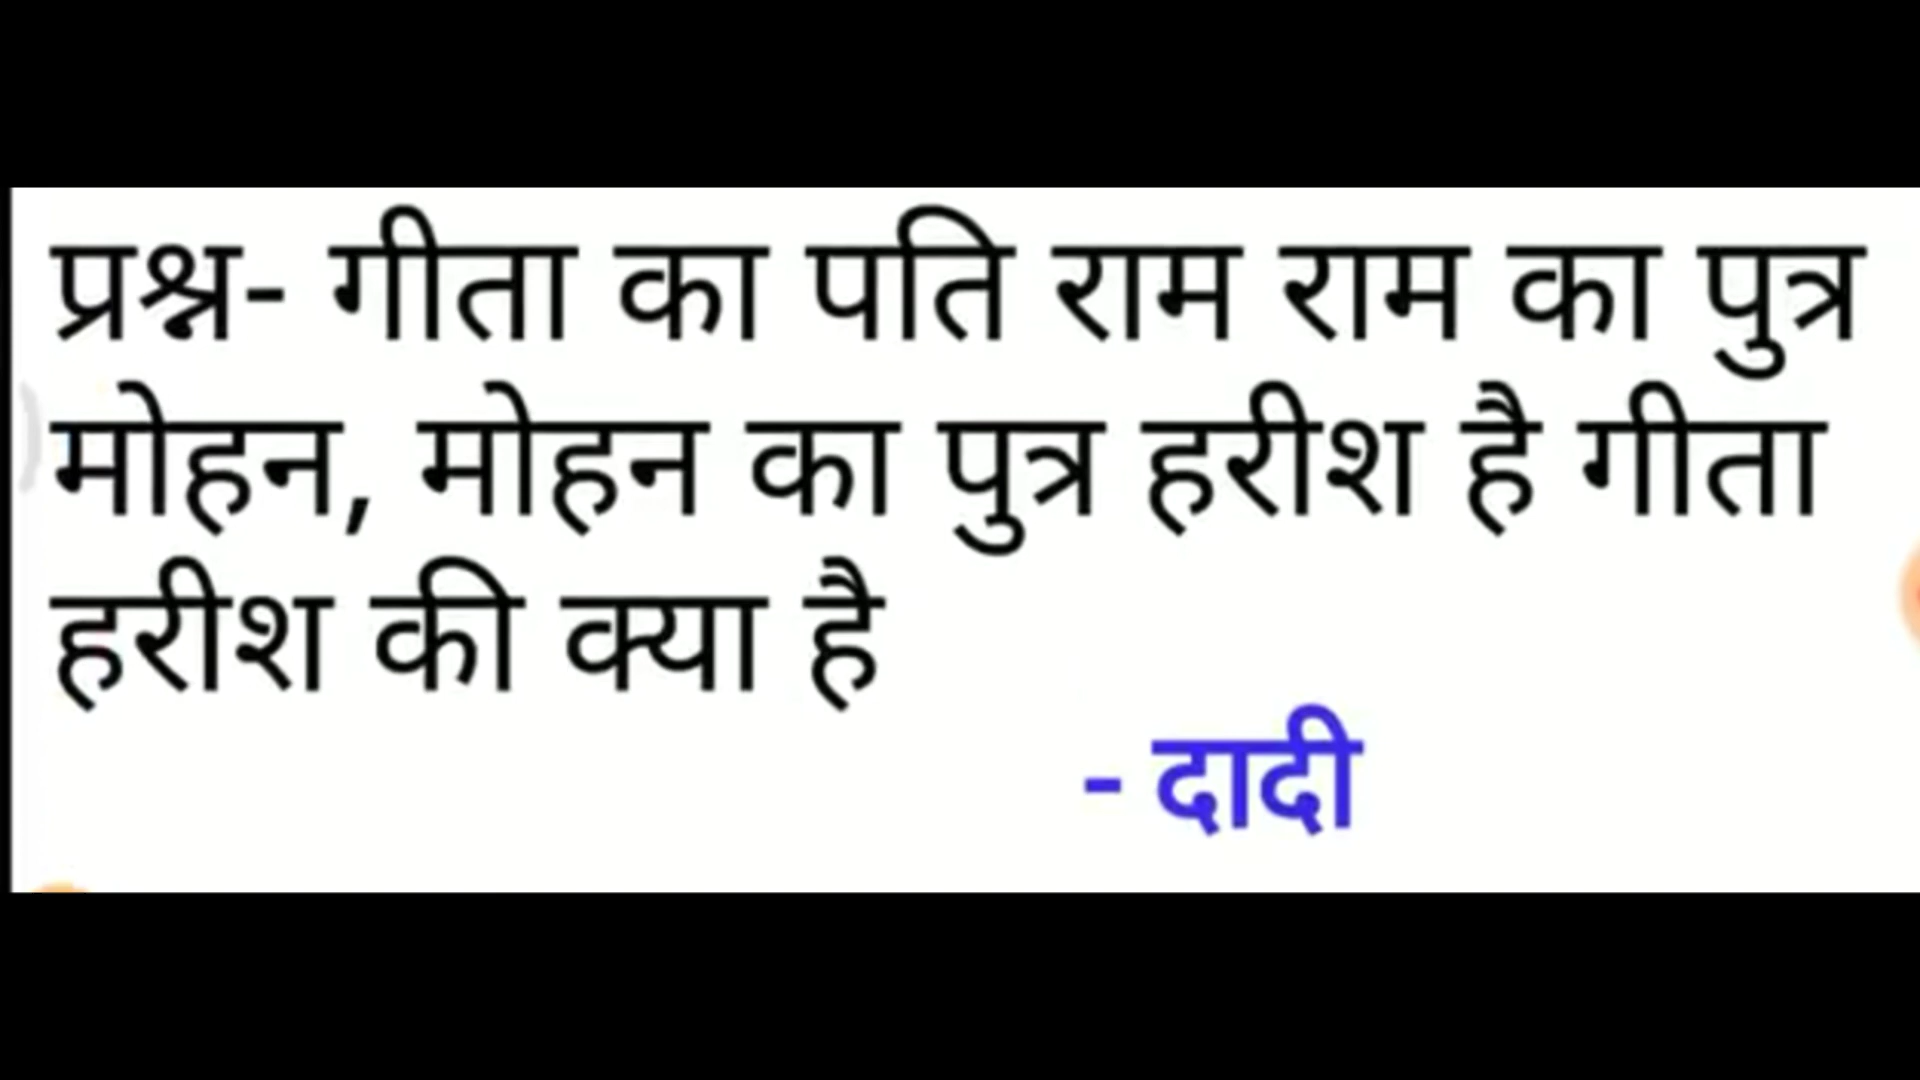 प्रश्न- गीता का पति राम राम का पुत्र
मोहन, मोहन का पुत्र हरीश है गीता
हरीश की क्या है
- दादी